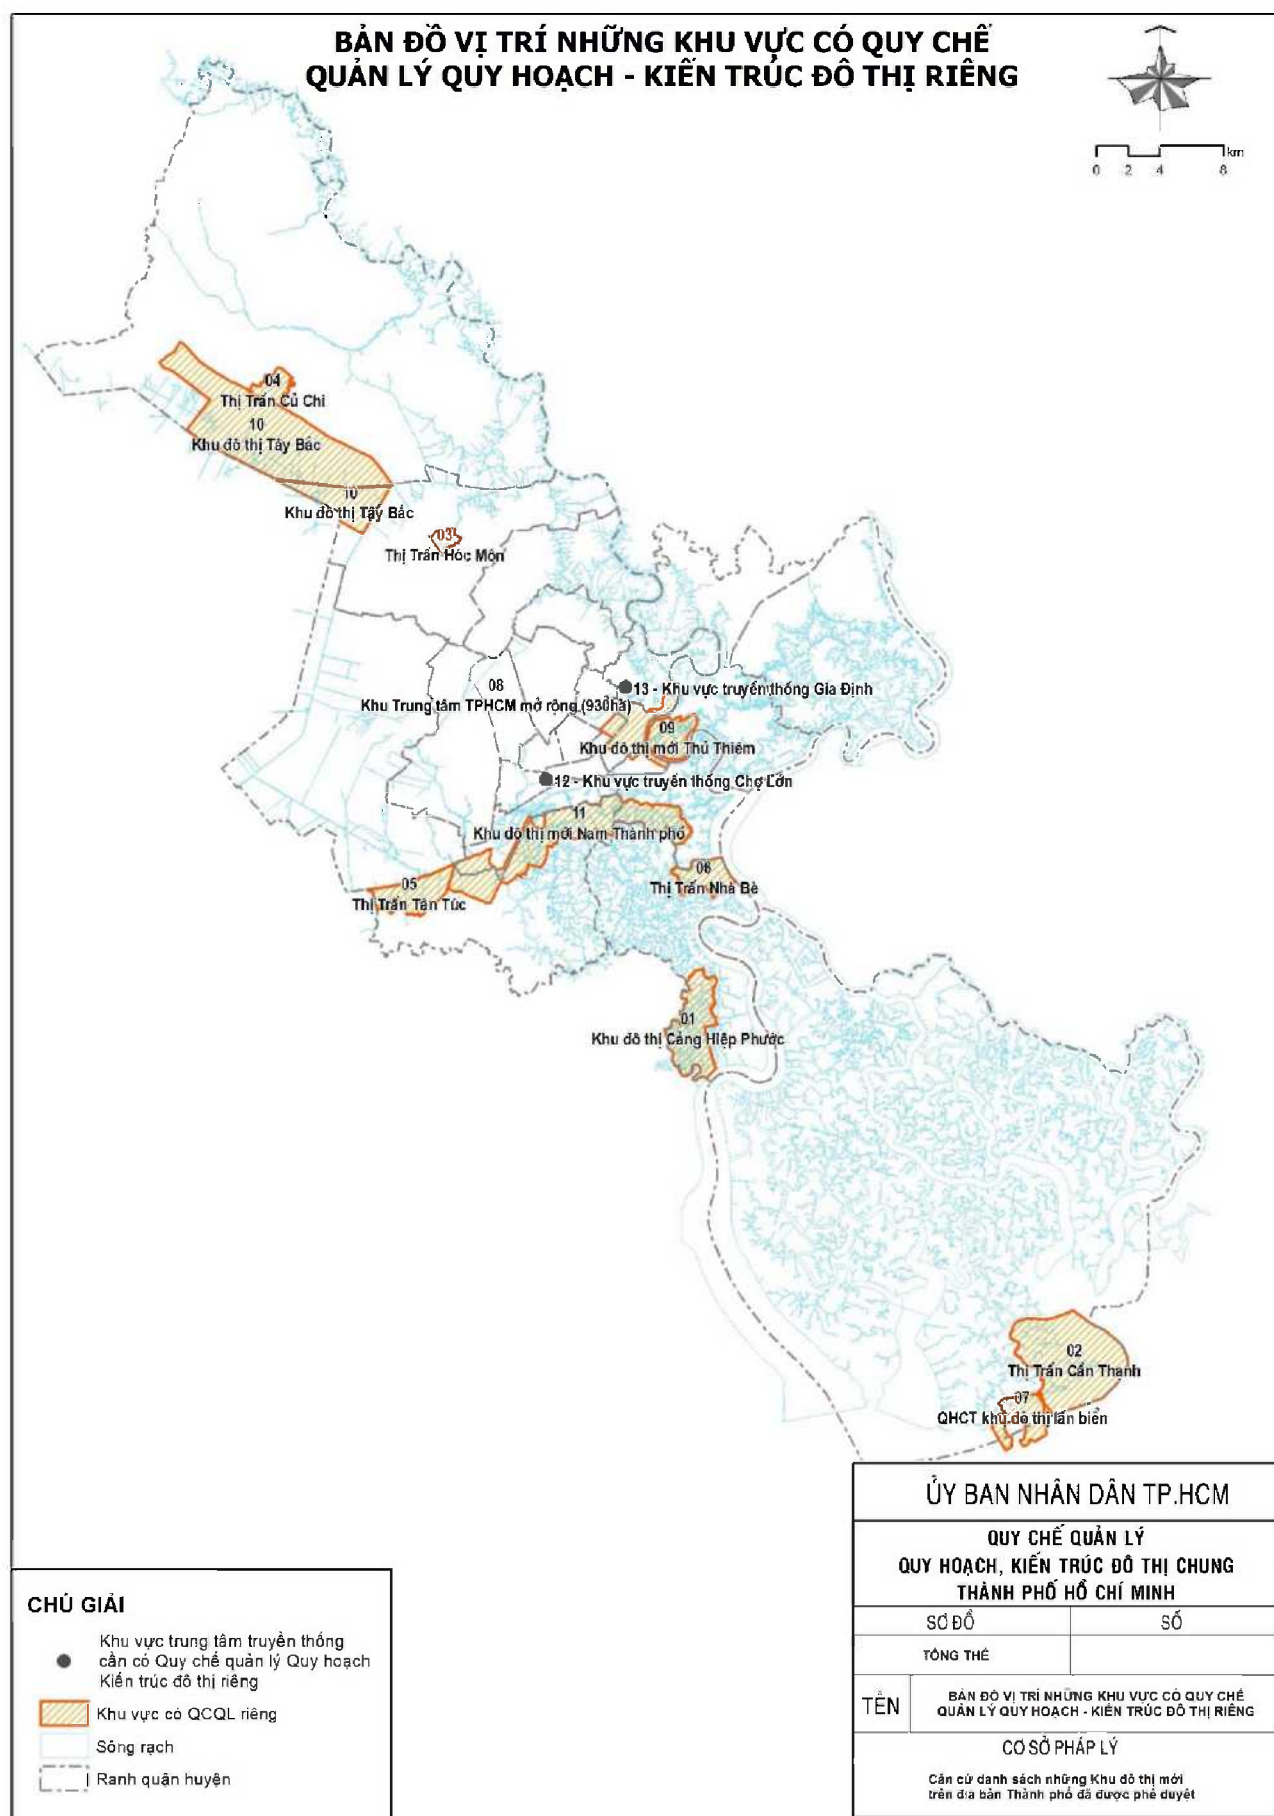 BẢN ĐỒ VỊ TRÍ NHỮNG KHU VỰC CÓ QUY CHẾ
QUẢN LÝ QUY HOẠCH - KIẾN TRÚC ĐÔ THỊ RIÊNG
km
0 2 4 8
04
Thị Trấn Củ Chi
10
Khu đô thị Tây Bắc
10
Khu đô thị Tây Bắc
03
Thị Trấn Hóc Môn
08
Khu Trung tâm TPHCM mở rộng (930ha)
13 - Khu vực truyền thống Gia Định
09
Khu đô thị mới Thủ Thiêm
12 - Khu vực truyền thống Chợ Lớn
11
Khu đô thị mới Nam Thành phố
06
Thị Trấn Nhà Bè
05
Thị Trấn Tân Túc
01
Khu đô thị Cảng Hiệp Phước
02
Thị Trấn Cần Thạnh
07
QHCT khu đô thị lấn biển
CHÚ GIẢI
Khu vực trung tâm truyền thống
cần có Quy chế quản lý Quy hoạch
Kiến trúc đô thị riêng
Khu vực có QCQL riêng
Sông rạch
Ranh quận huyện
ỦY BAN NHÂN DÂN TP.HCM
QUY CHẾ QUẢN LÝ
QUY HOẠCH, KIẾN TRÚC ĐÔ THỊ CHUNG
THÀNH PHỐ HỒ CHÍ MINH
SƠ ĐỒ SỐ
TỔNG THỂ
TÊN
BẢN ĐỒ VỊ TRÍ NHỮNG KHU VỰC CÓ QUY CHẾ
QUẢN LÝ QUY HOẠCH - KIẾN TRÚC ĐÔ THỊ RIÊNG
CƠ SỞ PHÁP LÝ
Căn cứ danh sách những Khu đô thị mới
trên địa bàn Thành phố đã được phê duyệt